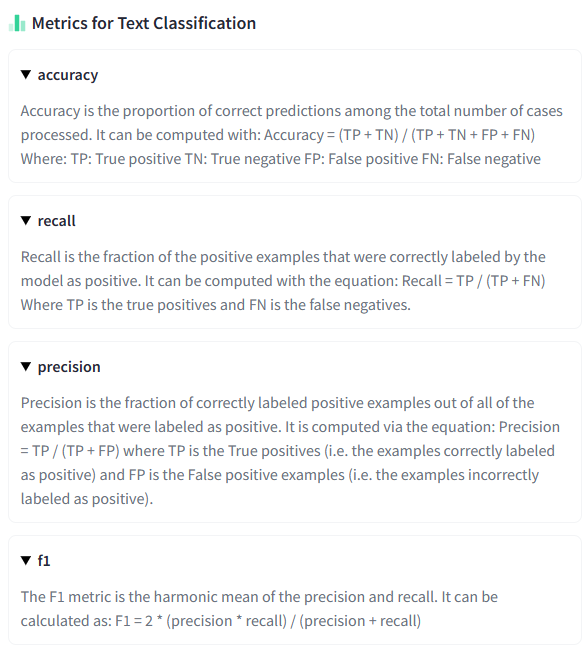 Metrics for Text Classification
accuracy
Accuracy is the proportion of correct predictions among the total number of cases
processed. It can be computed with: Accuracy = (TP + TN) / (TP + TN + FP + FN)
Where: TP: True positive TN: True negative FP: False positive FN: False negative
recall
Recall is the fraction of the positive examples that were correctly labeled by the
model as positive. It can be computed with the equation: Recall = TP / (TP + FN)
Where TP is the true positives and FN is the false negatives.
precision
Precision is the fraction of correctly labeled positive examples out of all of the
examples that were labeled as positive. It is computed via the equation: Precision
= TP / (TP + FP) where TP is the True positives (i.e. the examples correctly labeled
as positive) and FP is the False positive examples (i.e. the examples incorrectly
labeled as positive).
f1
The F1 metric is the harmonic mean of the precision and recall. It can be
calculated as: F1 = 2 * (precision * recall) / (precision + recall)